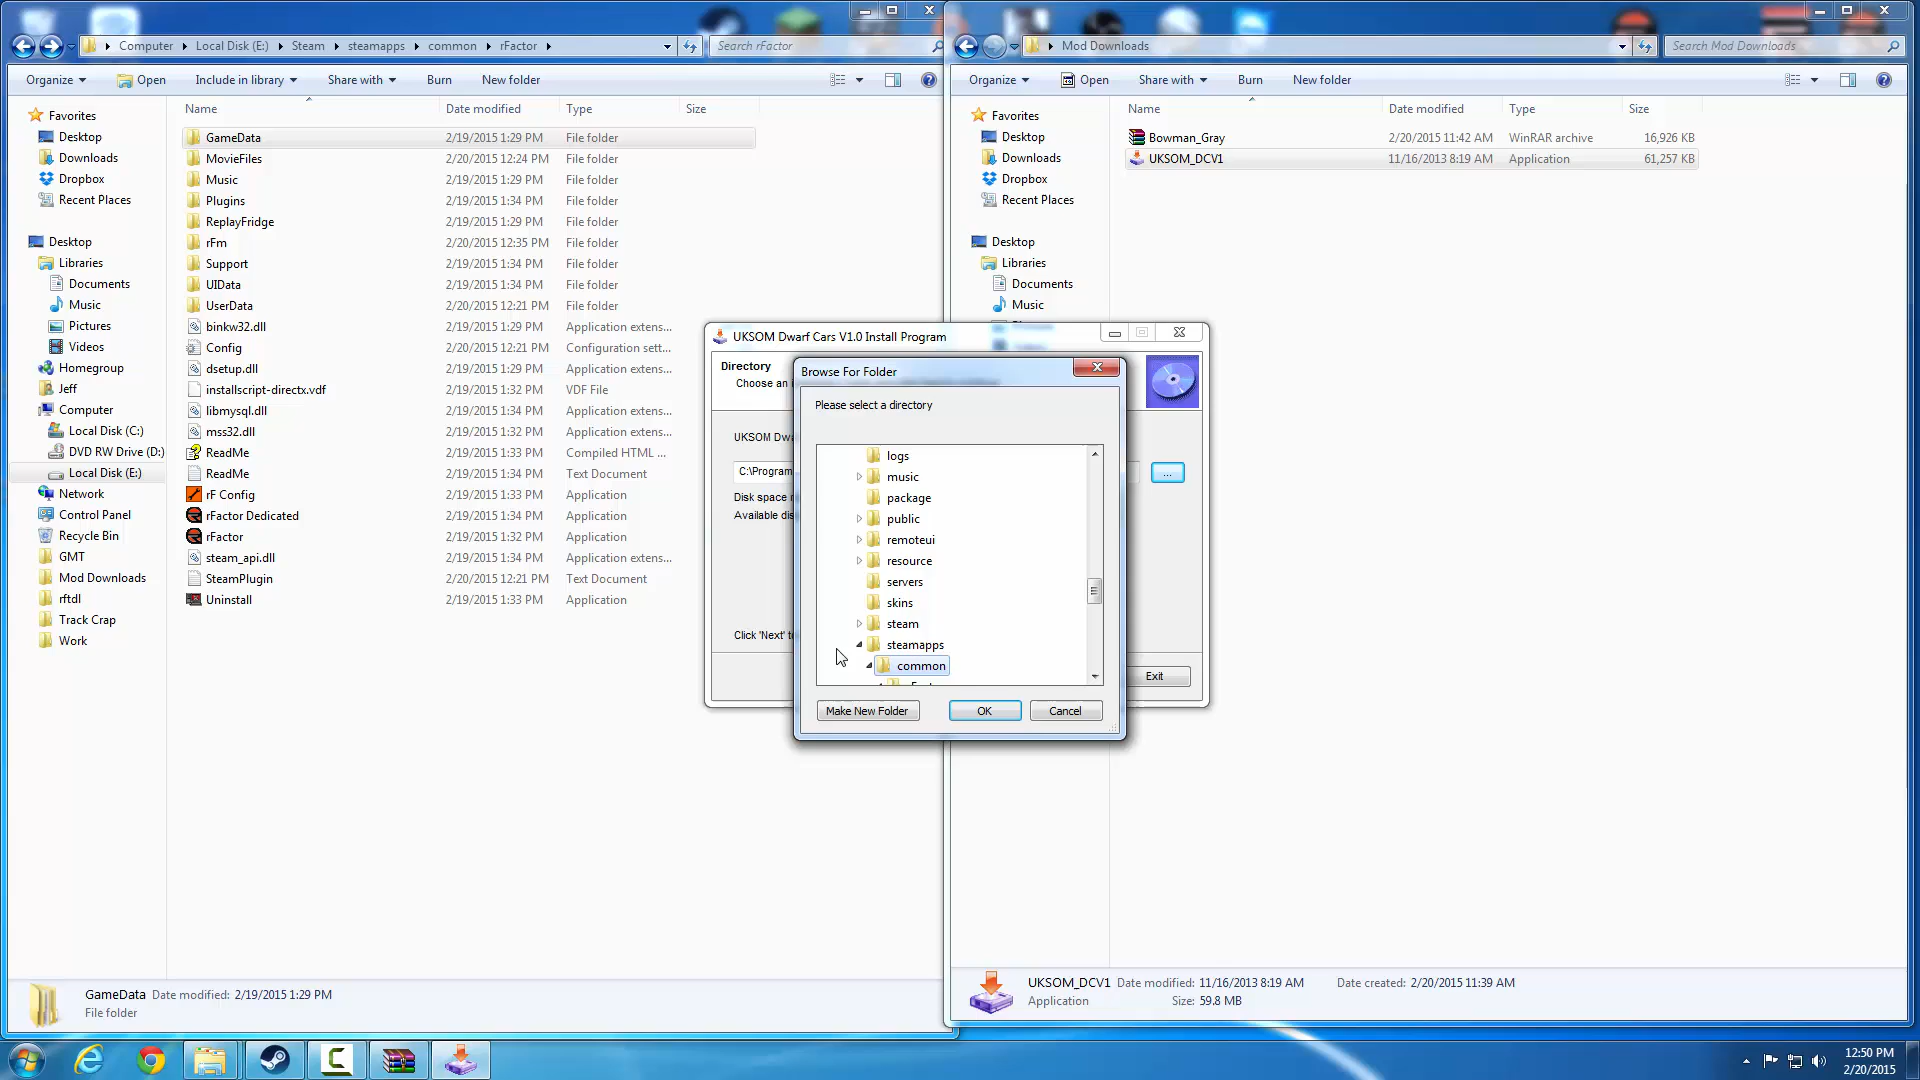 Computer
Local Disk (E:)
Steam
steamapps
common
rFactor
Search rFactor
Organize
Open
Include in library
Share with
Burn
New folder
Favorites
Desktop
Downloads
Dropbox
Recent Places
Desktop
Libraries
Documents
Music
Pictures
Videos
Homegroup
Jeff
Computer
Local Disk (C:)
DVD RW Drive (D:)
Local Disk (E:)
Network
Control Panel
Recycle Bin
GMT
Mod Downloads
rftdl
Track Crap
Work
Name Date modified Type Size
GameData 2/19/2015 1:29 PM File folder
MovieFiles 2/20/2015 12:24 PM File folder
Music 2/19/2015 1:29 PM File folder
Plugins 2/19/2015 1:34 PM File folder
ReplayFridge 2/19/2015 1:29 PM File folder
rFm 2/20/2015 12:35 PM File folder
Support 2/19/2015 1:34 PM File folder
UIData 2/19/2015 1:34 PM File folder
UserData 2/20/2015 12:21 PM File folder
binkw32.dll 2/19/2015 1:29 PM Application extens...
Config 2/20/2015 12:21 PM Configuration sett...
dsetup.dll 2/19/2015 1:29 PM Application extens...
installscript-directx.vdf 2/19/2015 1:32 PM VDF File
libmysql.dll 2/19/2015 1:34 PM Application extens...
mss32.dll 2/19/2015 1:32 PM Application extens...
ReadMe 2/19/2015 1:33 PM Compiled HTML ...
ReadMe 2/19/2015 1:34 PM Text Document
rF Config 2/19/2015 1:33 PM Application
rFactor Dedicated 2/19/2015 1:34 PM Application
rFactor 2/19/2015 1:32 PM Application
steam_api.dll 2/19/2015 1:34 PM Application extens...
SteamPlugin 2/20/2015 12:21 PM Text Document
Uninstall 2/19/2015 1:33 PM Application
GameData Date modified: 2/19/2015 1:29 PM
File folder
Mod Downloads
Search Mod Downloads
Organize
Open
Share with
Burn
New folder
Favorites
Desktop
Downloads
Dropbox
Recent Places
Desktop
Libraries
Documents
Music
Name Date modified Type Size
Bowman_Gray 2/20/2015 11:42 AM WinRAR archive 16,926 KB
UKSOM_DCV1 11/16/2013 8:19 AM Application 61,257 KB
UKSOM_DCV1 Date modified: 11/16/2013 8:19 AM Date created: 2/20/2015 11:39 AM
Application Size: 59.8 MB
UKSOM Dwarf Cars V1.0 Install Program
Directory
Choose an i
UKSOM Dwa
C:\Program
...
Disk space r
Available dis
Click 'Next' to
Exit
Browse For Folder
Please select a directory
logs
music
package
public
remoteui
resource
servers
skins
steam
steamapps
common
Make New Folder
OK
Cancel
12:50 PM
2/20/2015